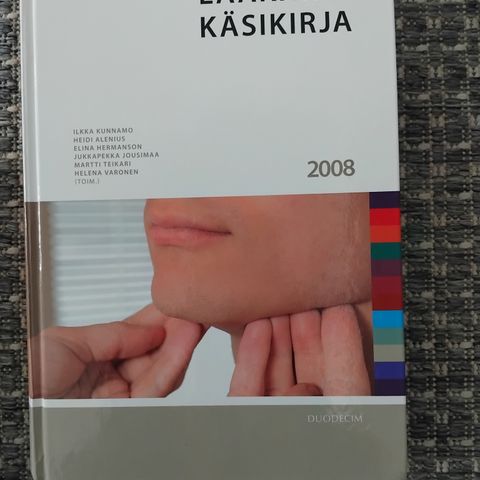 KÄSIKIRJA
ILKKA KUNNAMO
HEIDI ALENIUS
ELINA HERMANSON
JUKKAPEKKA JOUSIMAA
MARTTI TEIKARI
HELENA VARONEN
(TOIM.)
2008
DUODECIM